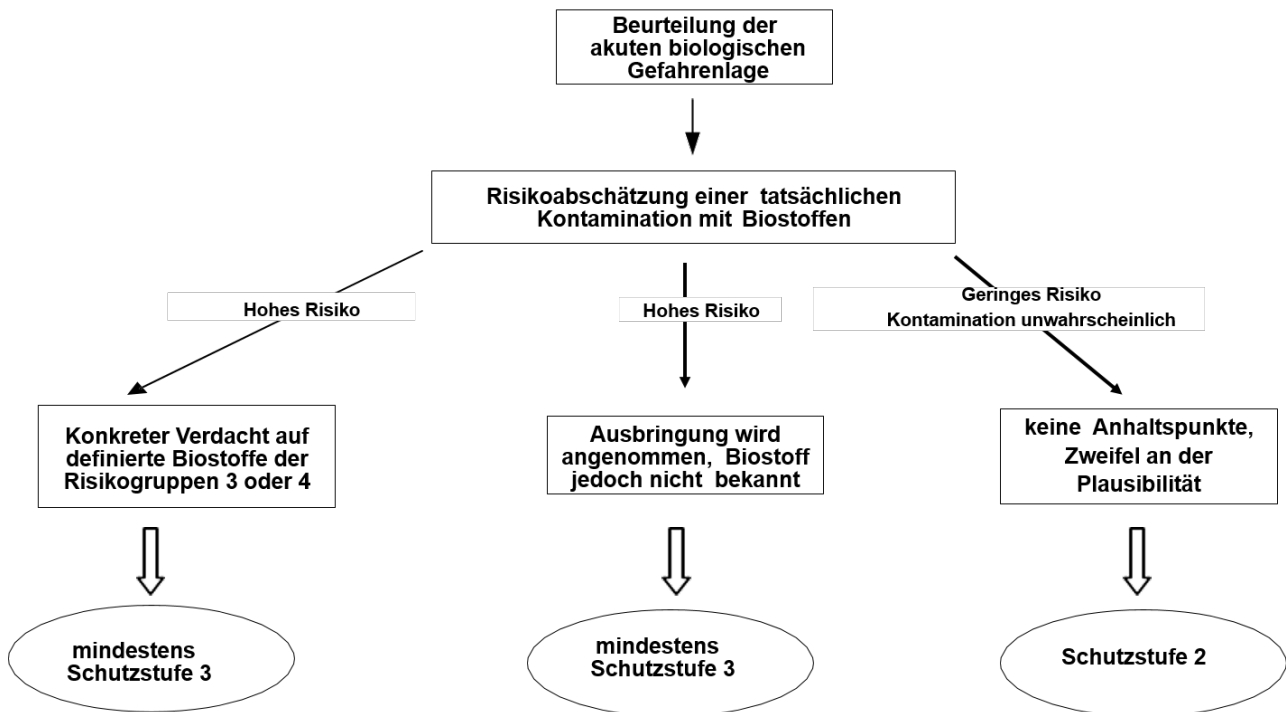 Beurteilung der
akuten biologischen
Gefahrenlage
Risikoabschätzung einer tatsächlichen
Kontamination mit Biostoffen
Hohes Risiko
Hohes Risiko
Geringes Risiko
Kontamination unwahrscheinlich
Konkreter Verdacht auf
definierte Biostoffe der
Risikogruppen 3 oder 4
Ausbringung wird
angenommen, Biostoff
jedoch nicht bekannt
keine Anhaltspunkte,
Zweifel an der
Plausibilität
mindestens
Schutzstufe 3
mindestens
Schutzstufe 3
Schutzstufe 2